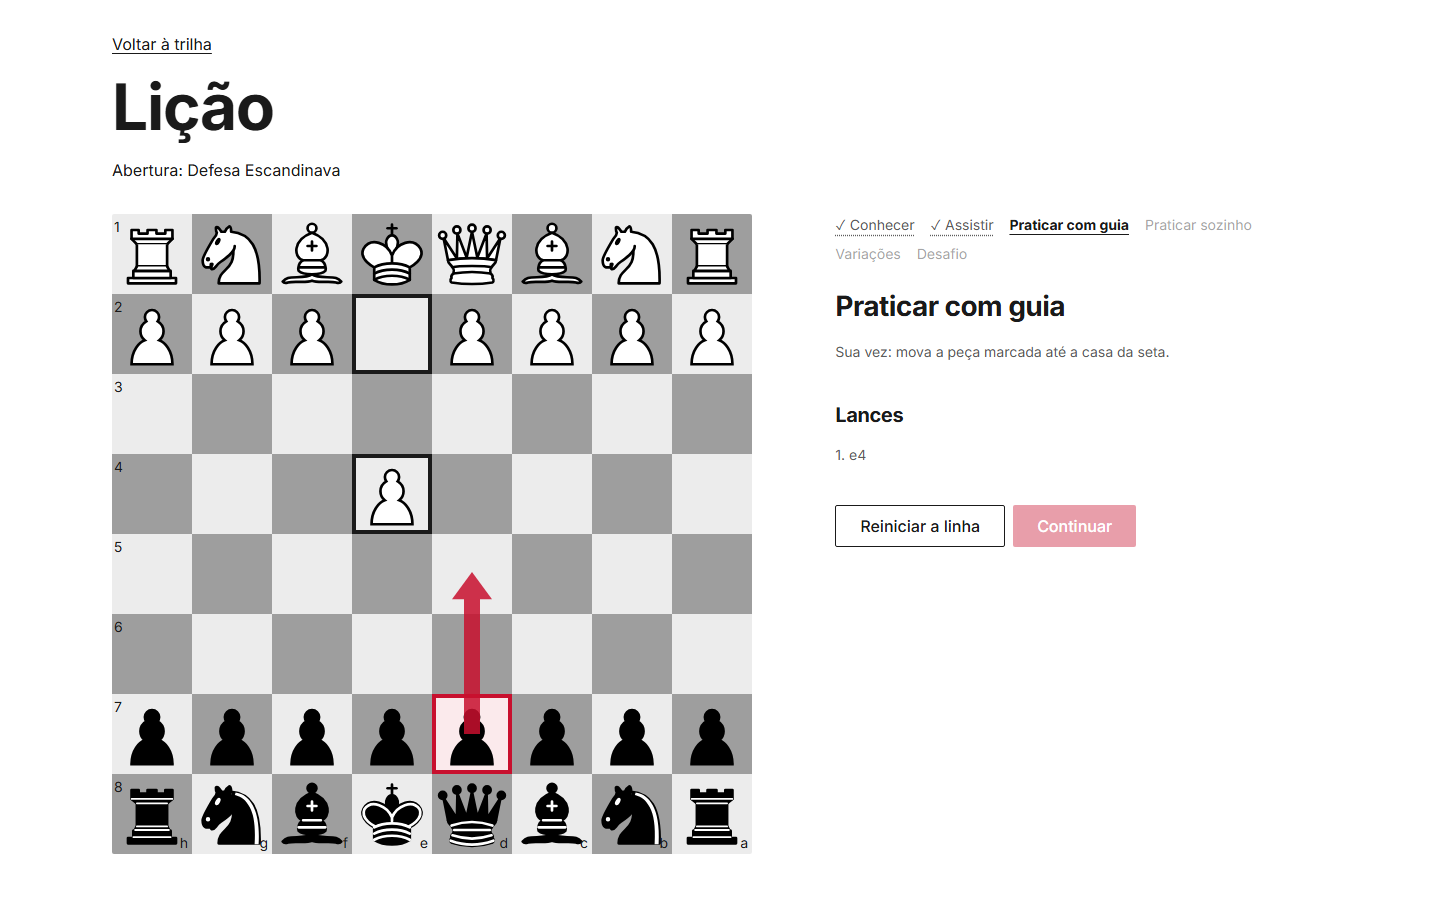 Voltar à trilha
Lição
Abertura: Defesa Escandinava
1
2
3
4
5
6
7
8
h g f e d c b a
✓ Conhecer ✓ Assistir Praticar com guia Praticar sozinho
Variações Desafio
Praticar com guia
Sua vez: mova a peça marcada até a casa da seta.
Lances
1. e4
Reiniciar a linha Continuar